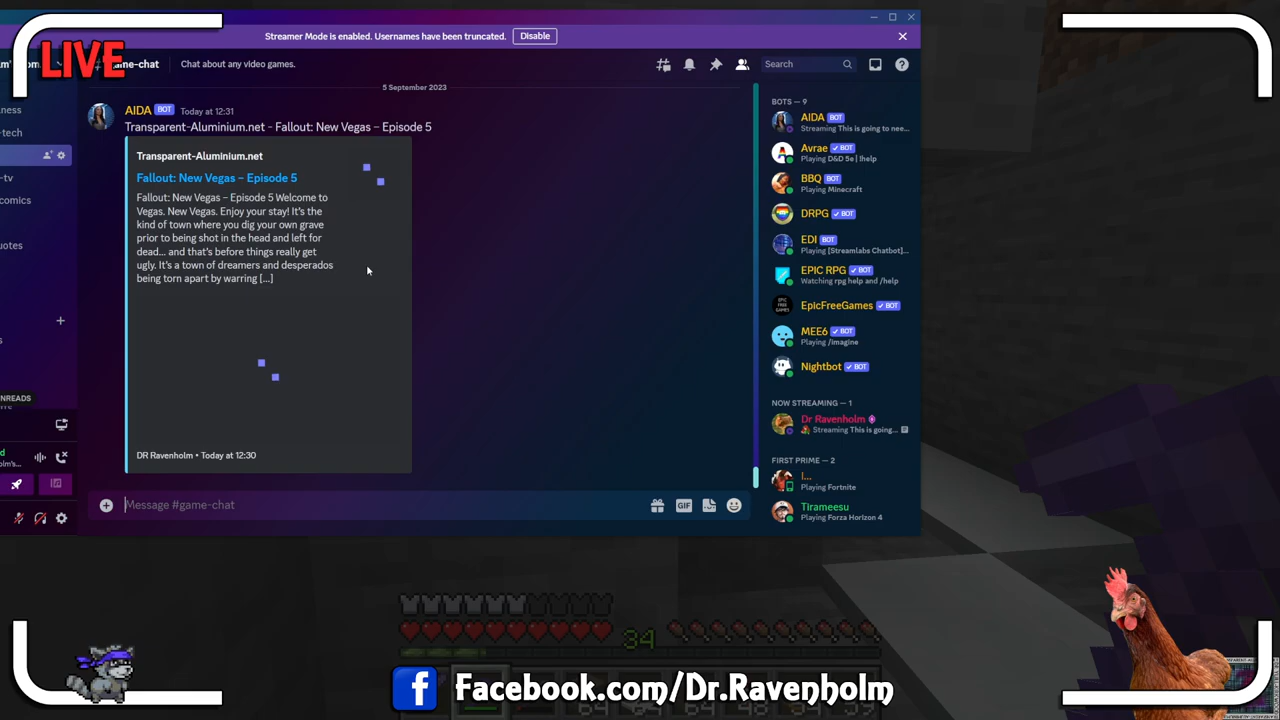 LIVE
Streamer Mode is enabled. Usernames have been truncated. Disable
game-chat Chat about any video games. Search
5 September 2023
AIDA BOT Today at 12:31
Transparent-Aluminium.net - Fallout: New Vegas – Episode 5
Transparent-Aluminium.net
Fallout: New Vegas – Episode 5
Fallout: New Vegas – Episode 5 Welcome to
Vegas. New Vegas. Enjoy your stay! It's the
kind of town where you dig your own grave
prior to being shot in the head and left for
dead... and that's before things really get
ugly. It's a town of dreamers and desperados
being torn apart by warring [...]
DR Ravenholm • Today at 12:30
Message #game-chat
GIF
-tech
-tv
comics
NREADS
BOTS — 9
AIDA BOT
Streaming This is going to nee...
Avrae BOT
Playing D&D 5e | !help
BBQ BOT
Playing Minecraft
DRPG BOT
EDI BOT
Playing [Streamlabs Chatbot]...
EPIC RPG BOT
Watching rpg help and /help
EPIC FREE GAMES
EpicFreeGames BOT
MEE6 BOT
Playing /imagine
Nightbot BOT
NOW STREAMING — 1
Dr Ravenholm
Streaming This is going...
FIRST PRIME — 2
i...
Playing Fortnite
Tirameesu
Playing Forza Horizon 4
34
Facebook.com/Dr.Ravenholm